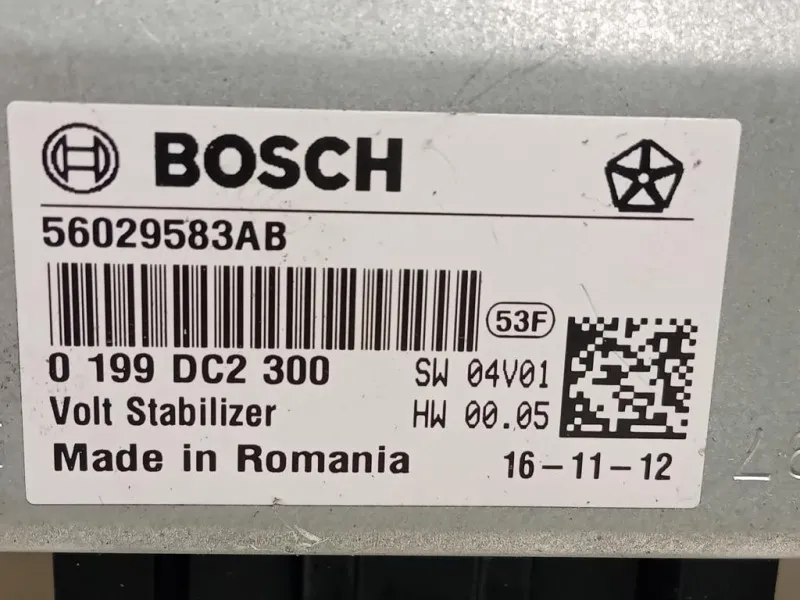 BOSCH
56029583AB
53F
0 199 DC2 300 SW 04V01
Volt Stabilizer HW 00.05
Made in Romania 16-11-12